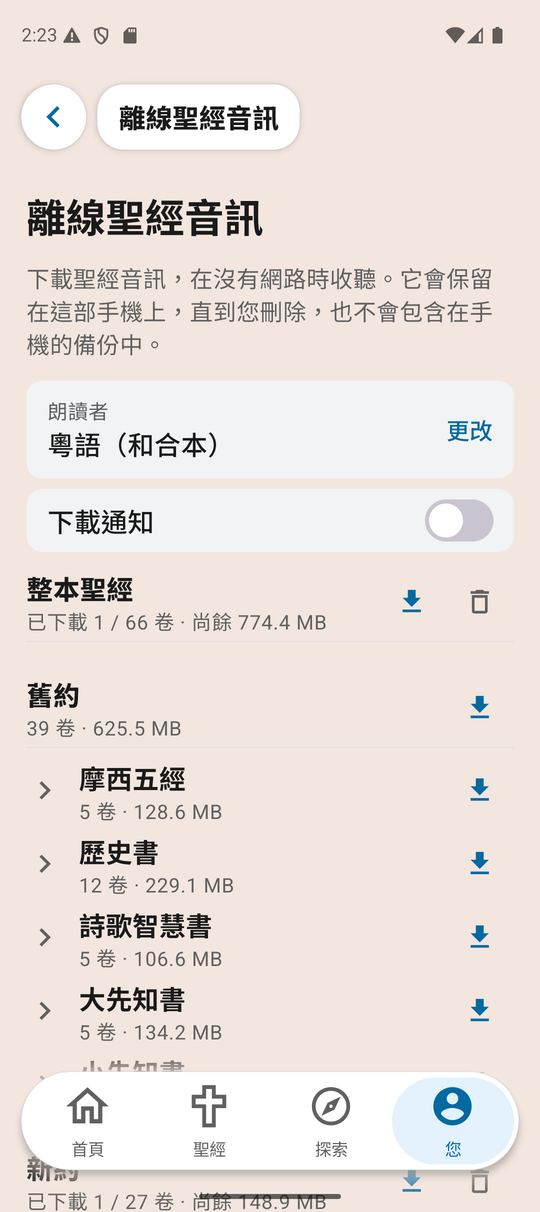 2:23
離線聖經音訊
離線聖經音訊
下載聖經音訊，在沒有網路時收聽。它會保留
在這部手機上，直到您刪除，也不會包含在手
機的備份中。
朗讀者
粵語（和合本）
更改
下載通知
整本聖經
已下載 1 / 66 卷 · 尚餘 774.4 MB
舊約
39 卷 · 625.5 MB
摩西五經
5 卷 · 128.6 MB
歷史書
12 卷 · 229.1 MB
詩歌智慧書
5 卷 · 106.6 MB
大先知書
5 卷 · 134.2 MB
小先知書
首頁
聖經
探索
您
新約
已下載 1 / 27 卷 · 尚餘 148.9 MB